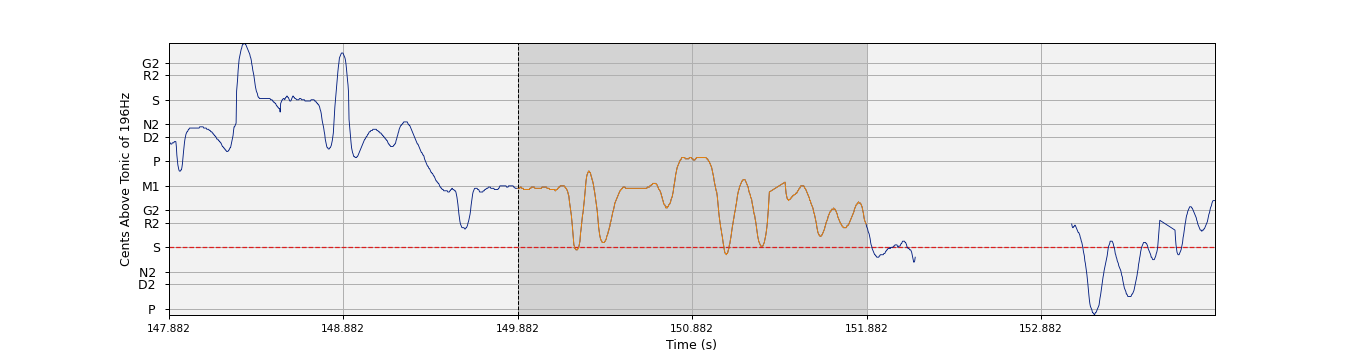 G2
R2
S
N2
D2
P
M1
G2
R2
S
N2
D2
P
Cents Above Tonic of 196Hz
147.882 148.882 149.882 150.882 151.882 152.882
Time (s)